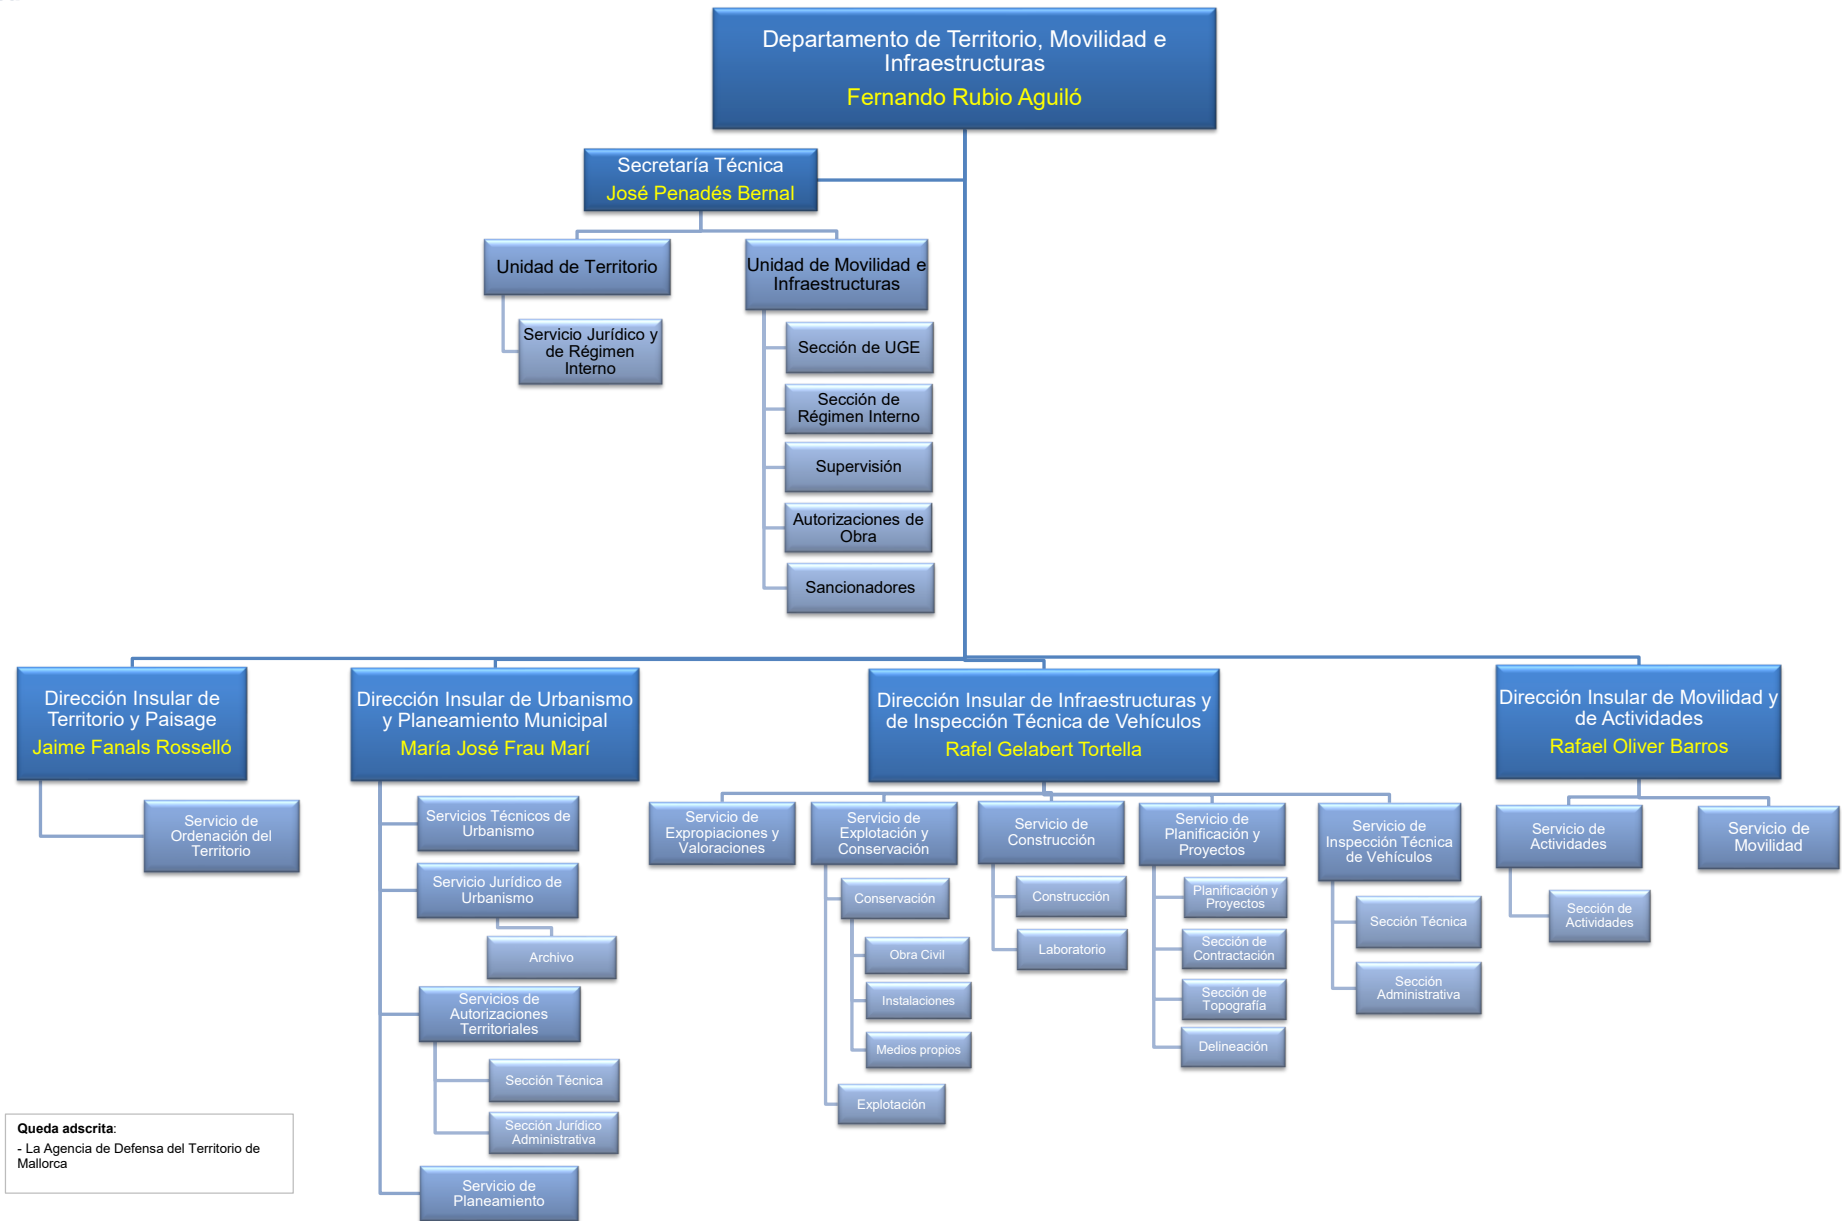 Departamento de Territorio, Movilidad e
Infraestructuras
Fernando Rubio Aguiló
Secretaría Técnica
José Penadés Bernal
Unidad de Territorio
Servicio Jurídico y
de Régimen
Interno
Unidad de Movilidad e
Infraestructuras
Sección de UGE
Sección de
Régimen Interno
Supervisión
Autorizaciones de
Obra
Sancionadores
Dirección Insular de
Territorio y Paisage
Jaime Fanals Rosselló
Servicio de
Ordenación del
Territorio
Dirección Insular de Urbanismo
y Planeamiento Municipal
María José Frau Marí
Servicios Técnicos de
Urbanismo
Servicio Jurídico de
Urbanismo
Archivo
Servicios de
Autorizaciones
Territoriales
Sección Técnica
Sección Jurídico
Administrativa
Servicio de
Planeamiento
Dirección Insular de Infraestructuras y
de Inspección Técnica de Vehículos
Rafel Gelabert Tortella
Servicio de
Expropiaciones y
Valoraciones
Servicio de
Explotación y
Conservación
Conservación
Obra Civil
Instalaciones
Medios propios
Explotación
Servicio de
Construcción
Construcción
Laboratorio
Servicio de
Planificación y
Proyectos
Planificación y
Proyectos
Sección de
Contractación
Sección de
Topografía
Delineación
Servicio de
Inspección Técnica
de Vehículos
Sección Técnica
Sección
Administrativa
Dirección Insular de Movilidad y
de Actividades
Rafael Oliver Barros
Servicio de
Actividades
Sección de
Actividades
Servicio de
Movilidad
Queda adscrita:
- La Agencia de Defensa del Territorio de
Mallorca